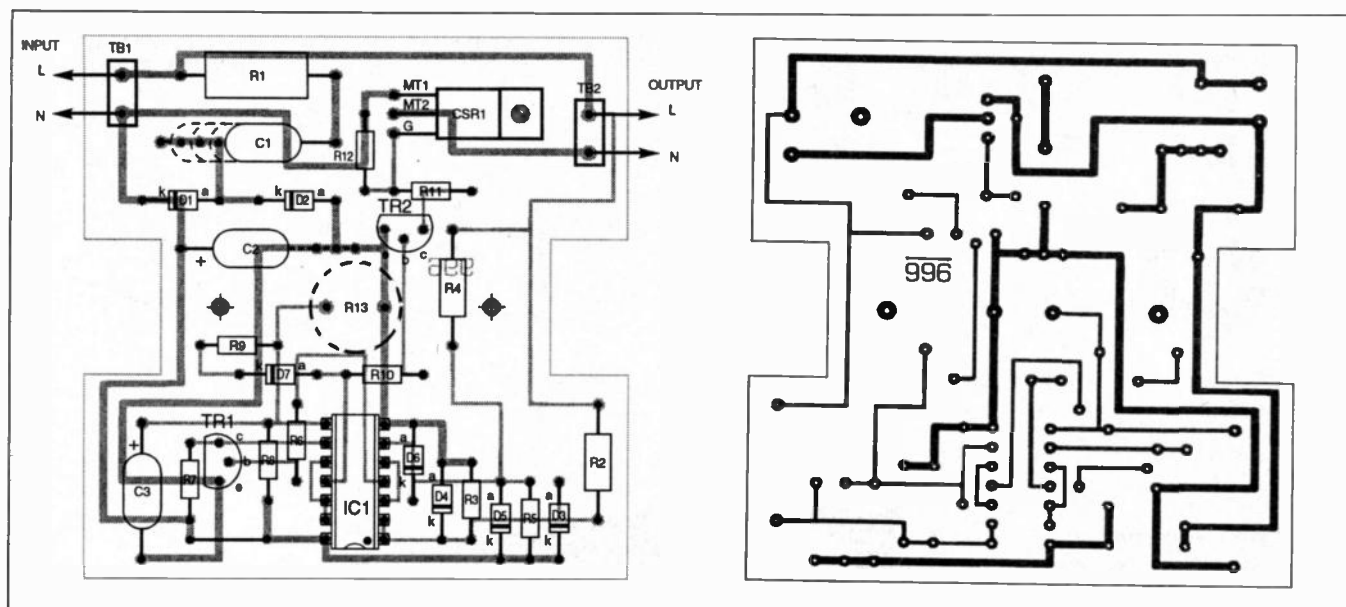 INPUT
TB1
L
N
R1
C1
MT1
MT2
G
CSR1
R12
TB2
OUTPUT
L
N
k
D1
a
k
D2
a
R11
TR2
e
b
c
C2
+
R4
R13
R9
k
D7
a
R10
TR1
+
c
b
e
C3
R7
R8
R6
IC1
a
D6
k
a
D4
k
R3
a
D5
k
R5
a
D3
k
R2
996